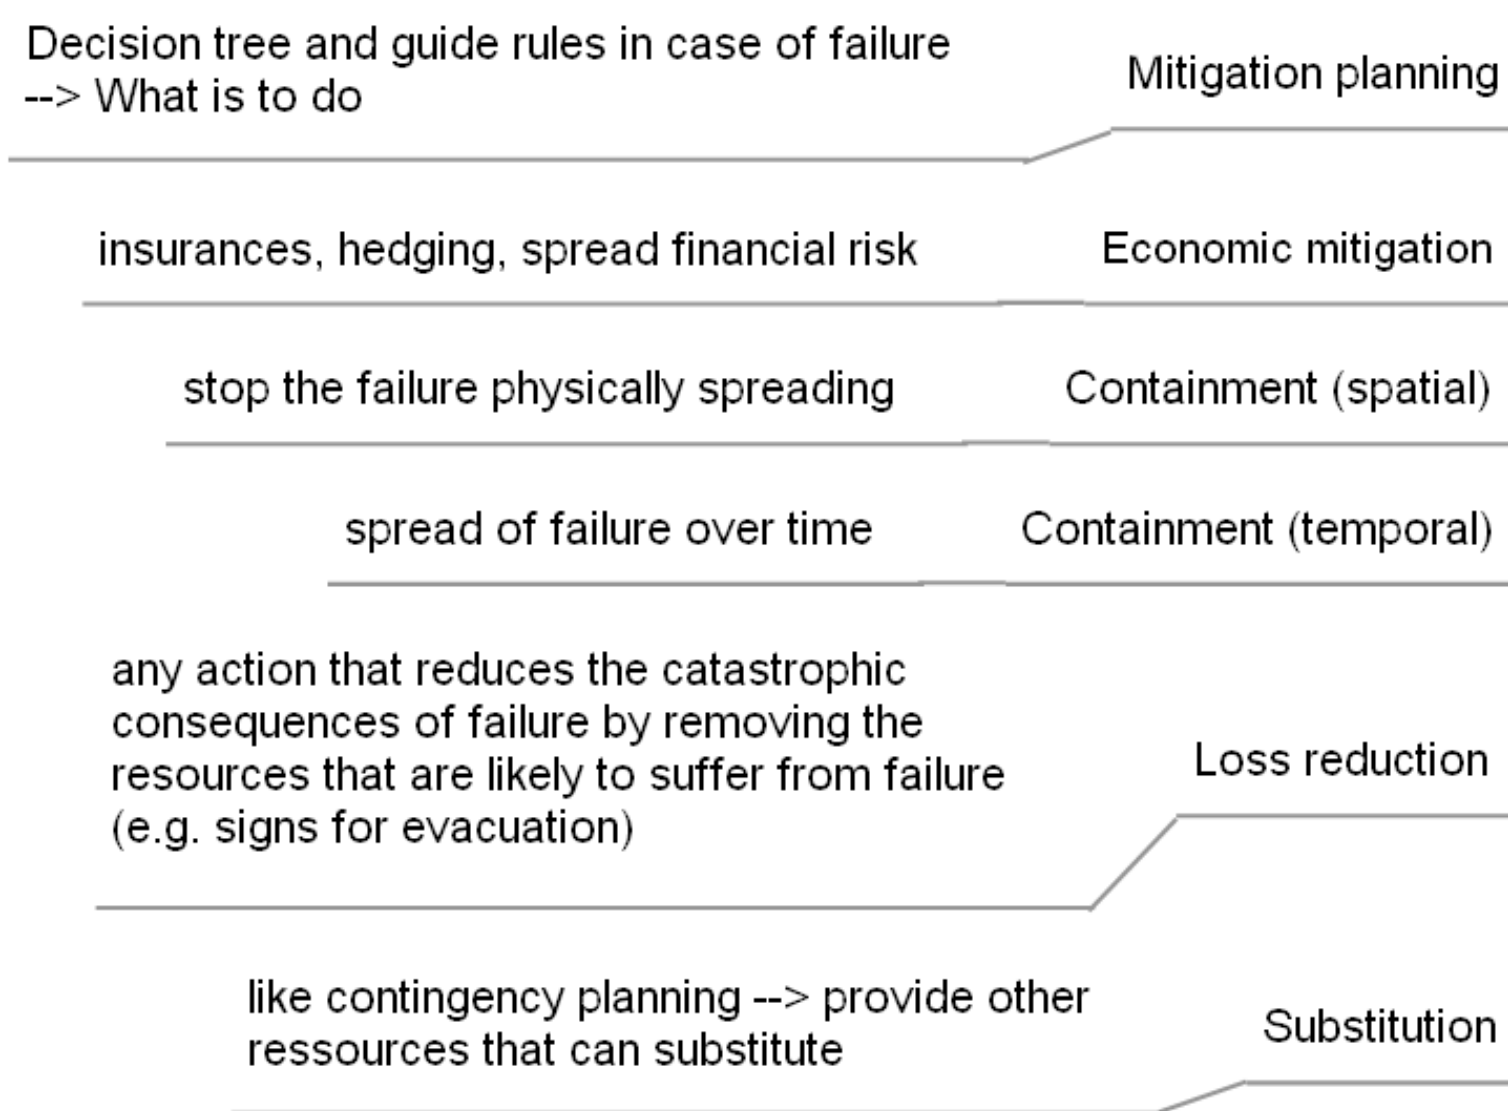 Decision tree and guide rules in case of failure
--> What is to do
Mitigation planning
insurances, hedging, spread financial risk
Economic mitigation
stop the failure physically spreading
Containment (spatial)
spread of failure over time
Containment (temporal)
any action that reduces the catastrophic
consequences of failure by removing the
resources that are likely to suffer from failure
(e.g. signs for evacuation)
Loss reduction
like contingency planning --> provide other
ressources that can substitute
Substitution